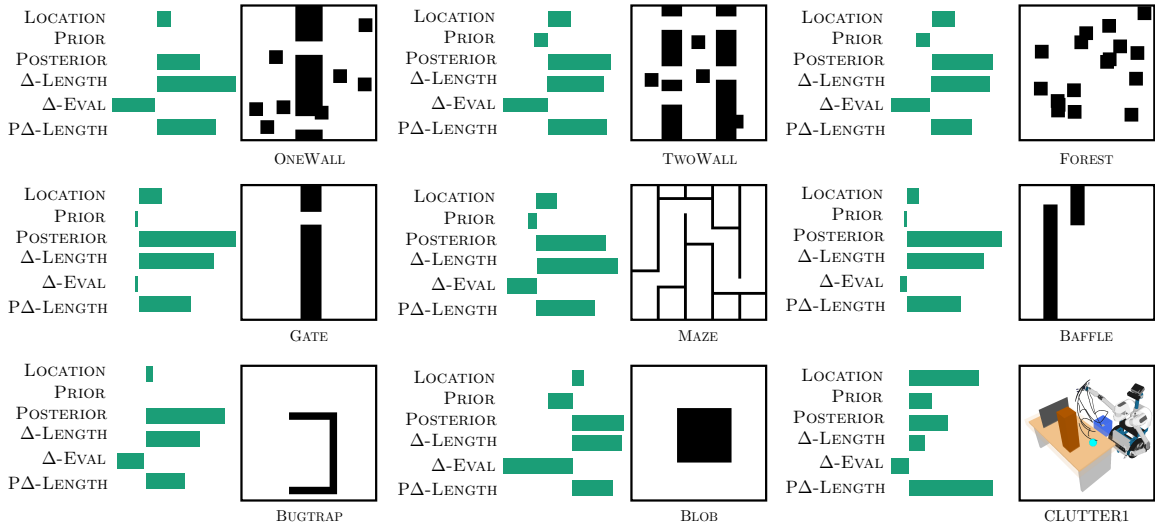 LOCATION
PRIOR
POSTERIOR
Δ-LENGTH
Δ-EVAL
PΔ-LENGTH
ONEWALL
LOCATION
PRIOR
POSTERIOR
Δ-LENGTH
Δ-EVAL
PΔ-LENGTH
TWOWALL
LOCATION
PRIOR
POSTERIOR
Δ-LENGTH
Δ-EVAL
PΔ-LENGTH
FOREST
LOCATION
PRIOR
POSTERIOR
Δ-LENGTH
Δ-EVAL
PΔ-LENGTH
GATE
LOCATION
PRIOR
POSTERIOR
Δ-LENGTH
Δ-EVAL
PΔ-LENGTH
MAZE
LOCATION
PRIOR
POSTERIOR
Δ-LENGTH
Δ-EVAL
PΔ-LENGTH
BAFFLE
LOCATION
PRIOR
POSTERIOR
Δ-LENGTH
Δ-EVAL
PΔ-LENGTH
BUGTRAP
LOCATION
PRIOR
POSTERIOR
Δ-LENGTH
Δ-EVAL
PΔ-LENGTH
BLOB
LOCATION
PRIOR
POSTERIOR
Δ-LENGTH
Δ-EVAL
PΔ-LENGTH
CLUTTER1